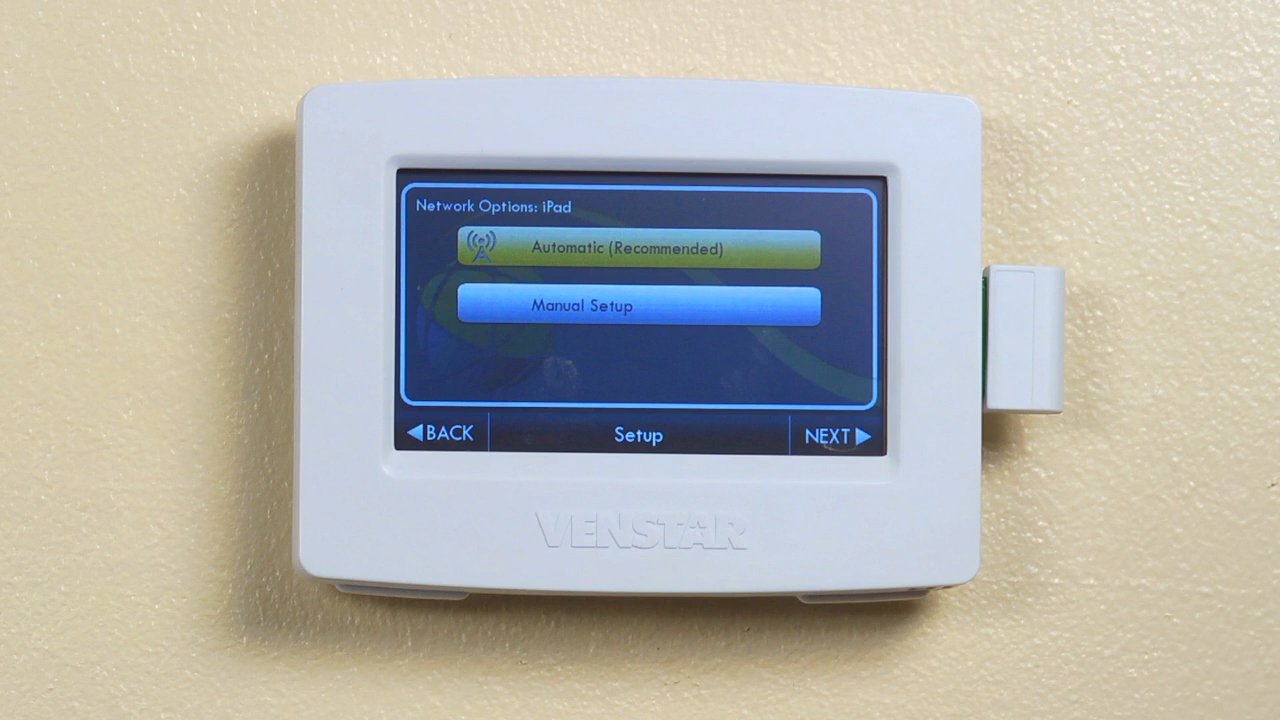 Network Options: iPad
Automatic (Recommended)
Manual Setup
BACK
Setup
NEXT
VENSTAR